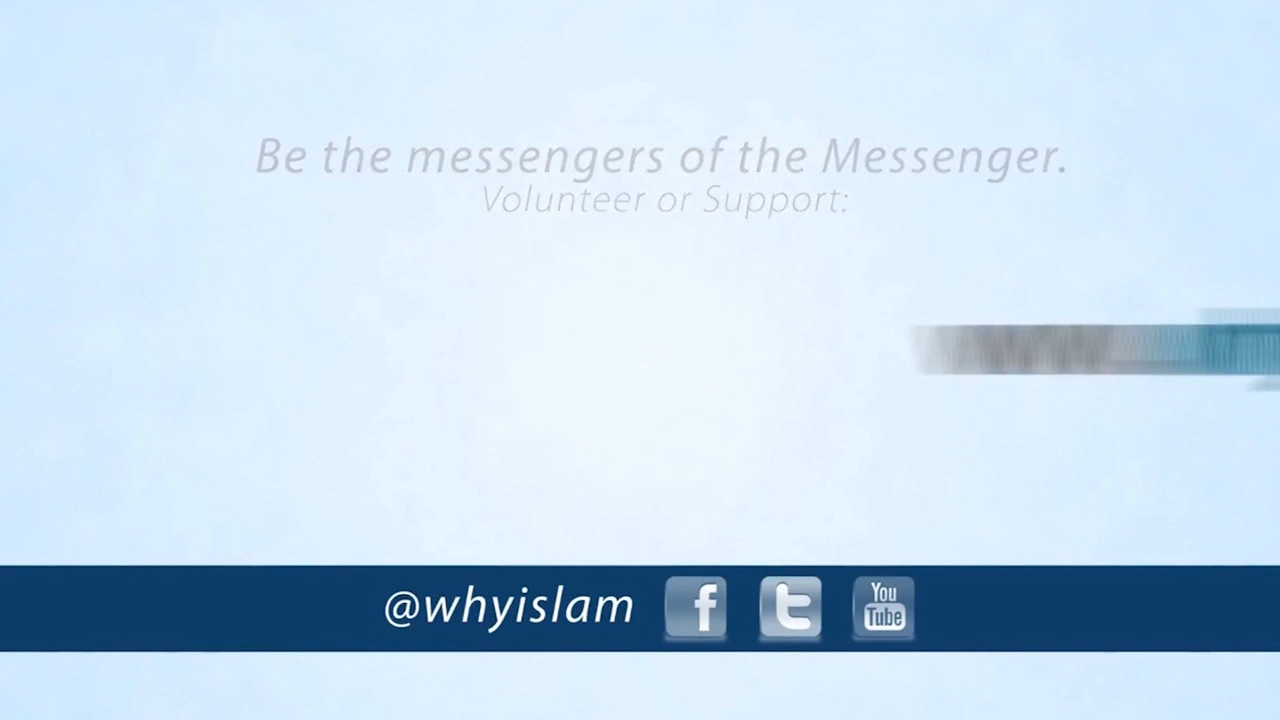 Be the messengers of the Messenger.
Volunteer or Support:
@whyislam f t You Tube